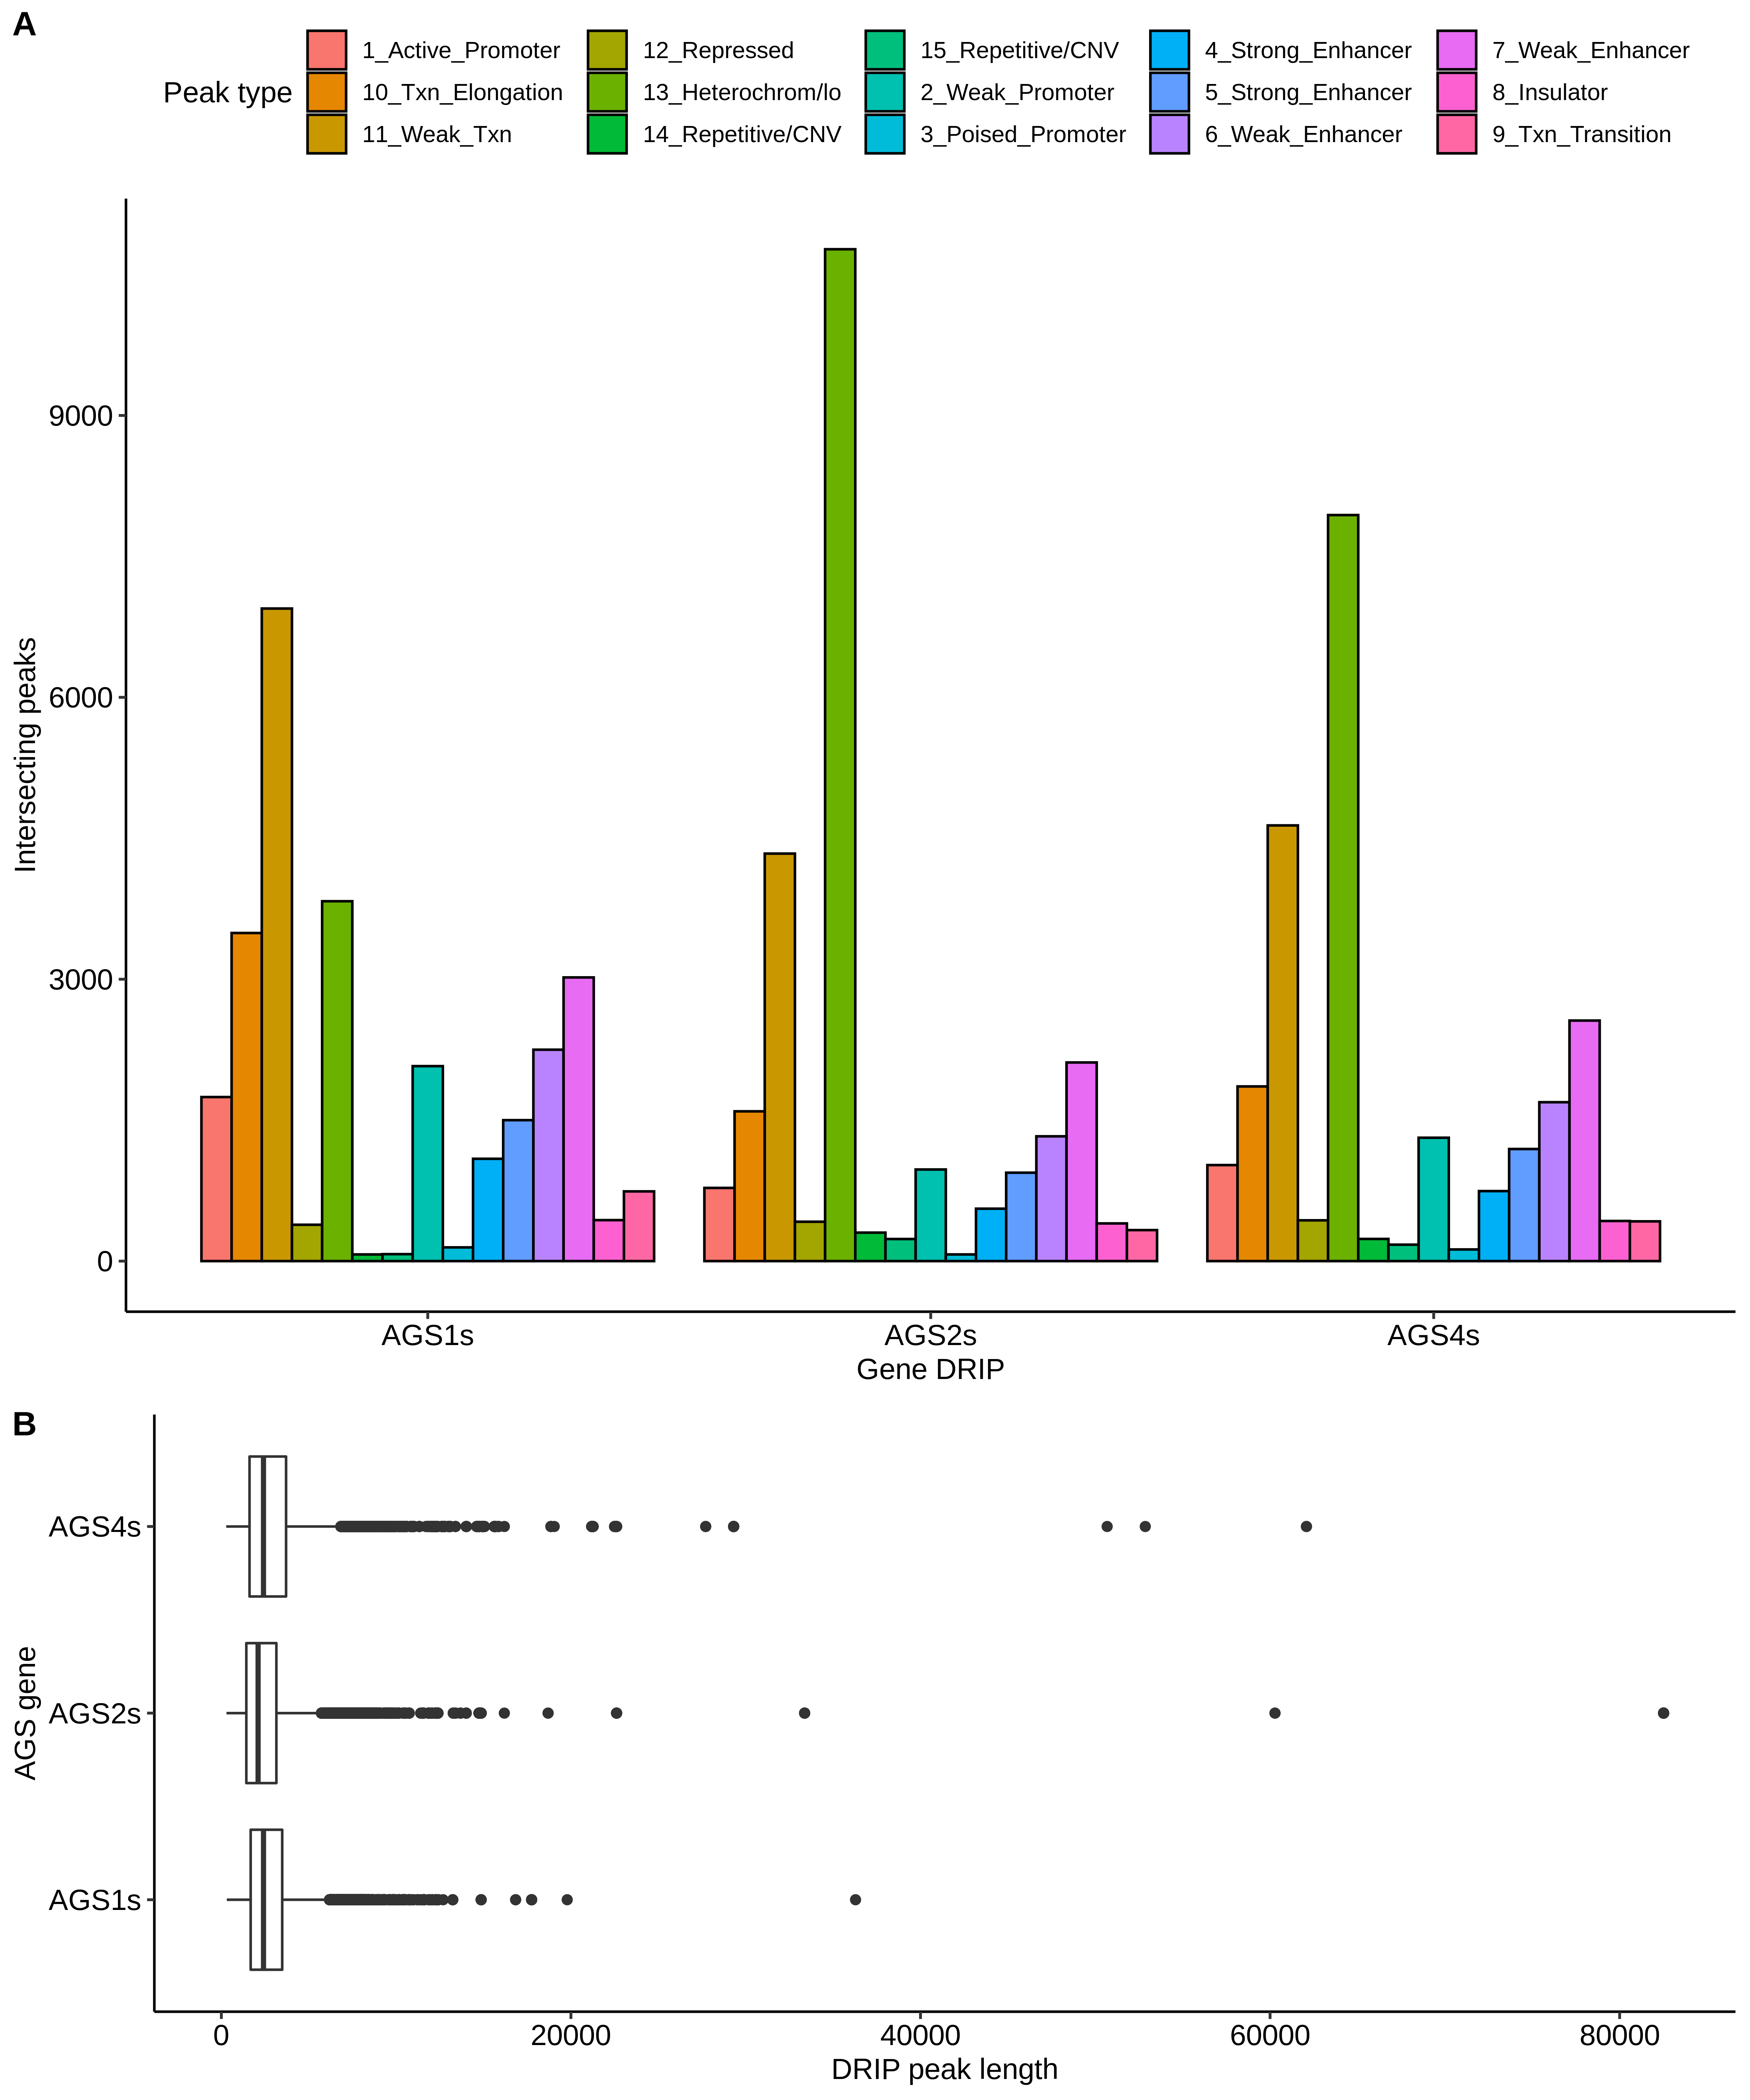 A
Peak type
1_Active_Promoter
10_Txn_Elongation
11_Weak_Txn
12_Repressed
13_Heterochrom/lo
14_Repetitive/CNV
15_Repetitive/CNV
2_Weak_Promoter
3_Poised_Promoter
4_Strong_Enhancer
5_Strong_Enhancer
6_Weak_Enhancer
7_Weak_Enhancer
8_Insulator
9_Txn_Transition
Intersecting peaks
9000
6000
3000
0
AGS1s
AGS2s
AGS4s
Gene DRIP
B
AGS gene
AGS4s
AGS2s
AGS1s
0
20000
40000
60000
80000
DRIP peak length